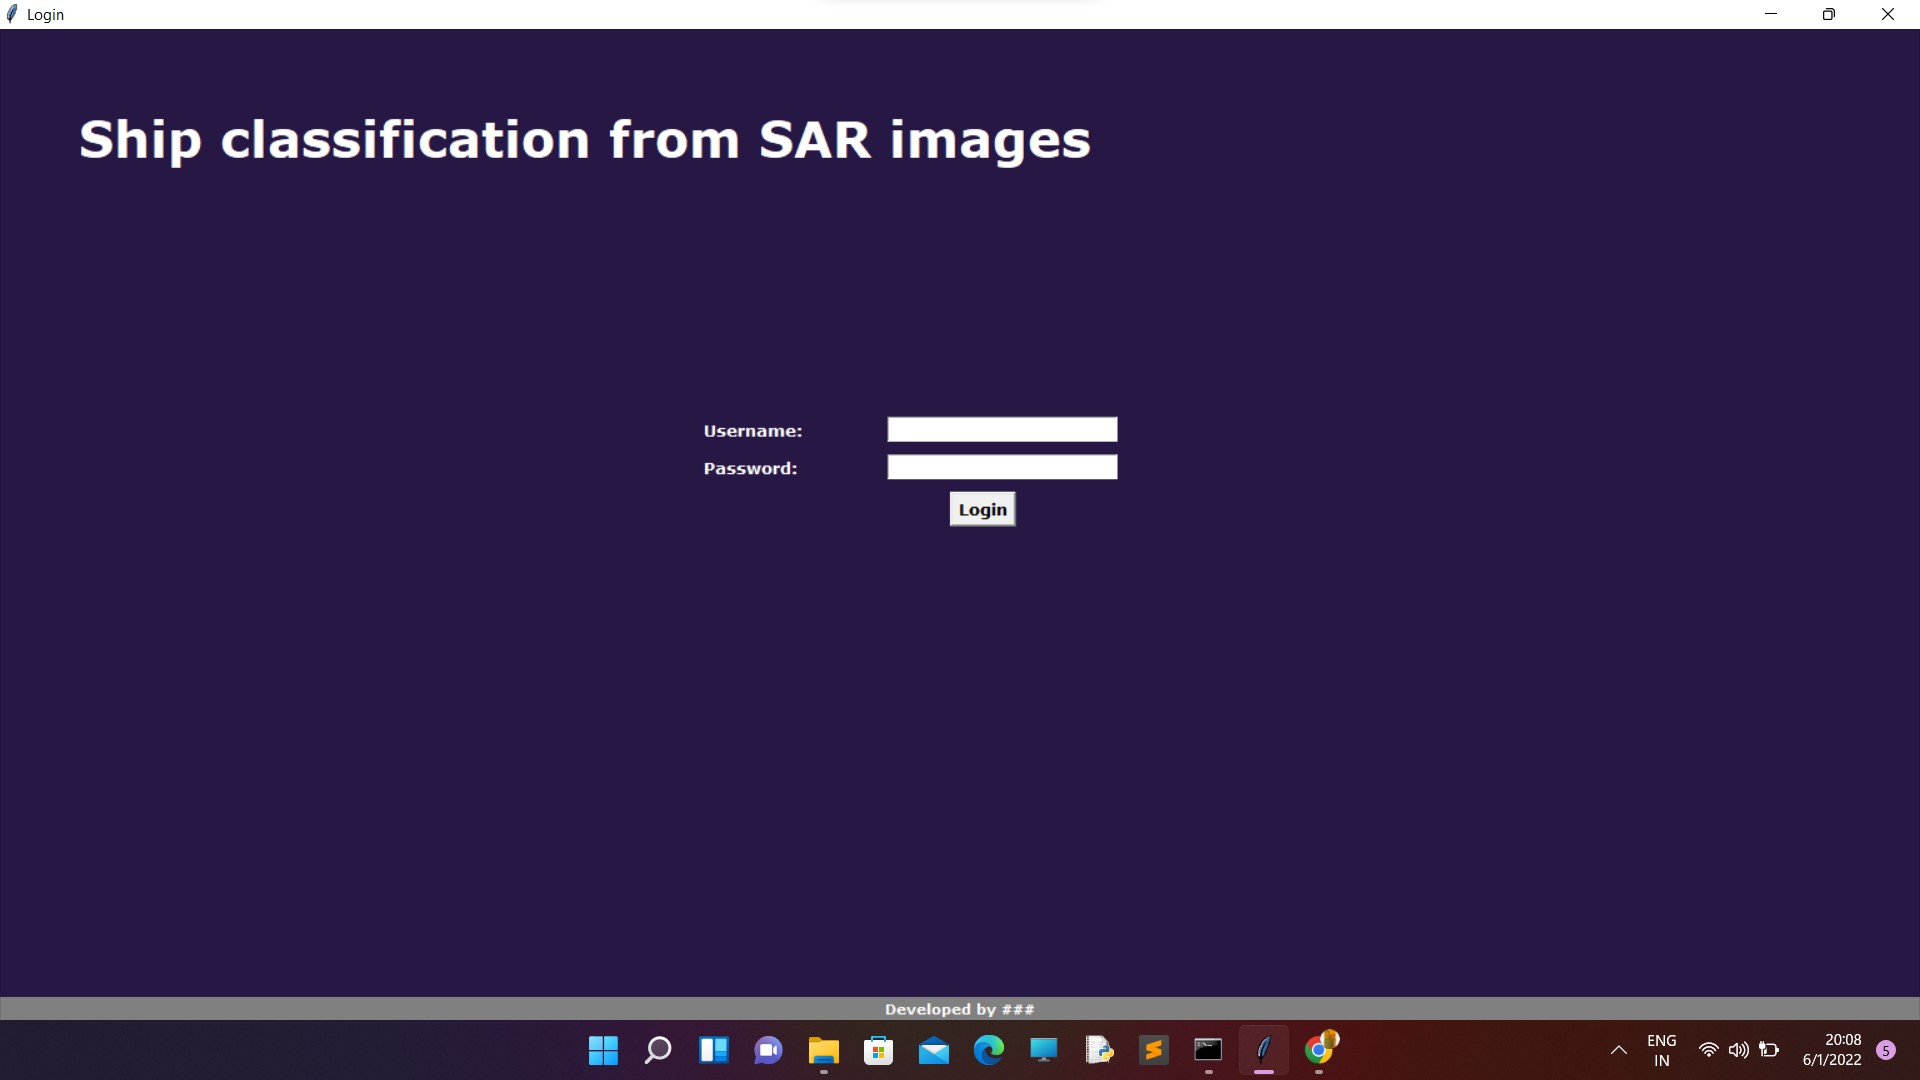 Login
Ship classification from SAR images
Username:
Password:
Login
Developed by ###
ENG
IN
20:08
6/1/2022
5